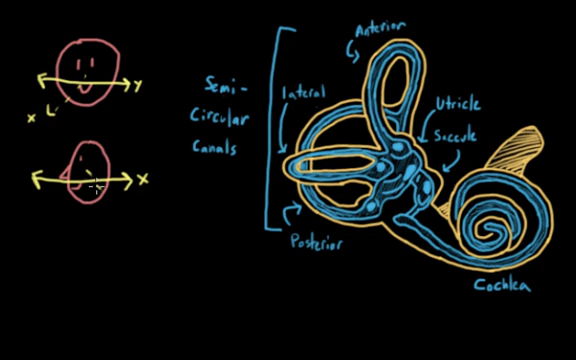 Y
x
X
Semi-
Circular
Canals
Anterior
lateral
Utricle
Saccule
Posterior
Cochlea